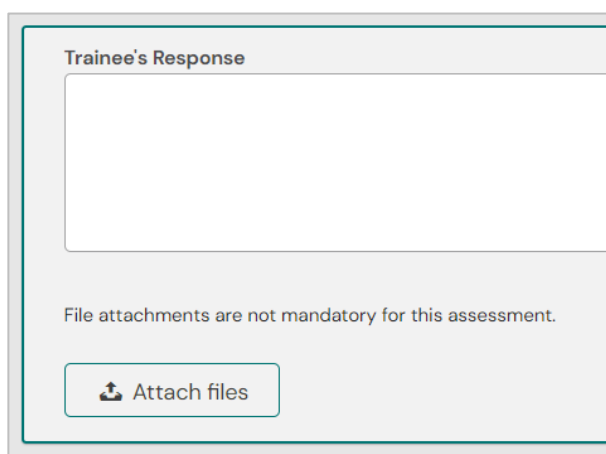 Trainee's Response
File attachments are not mandatory for this assessment.
Attach files